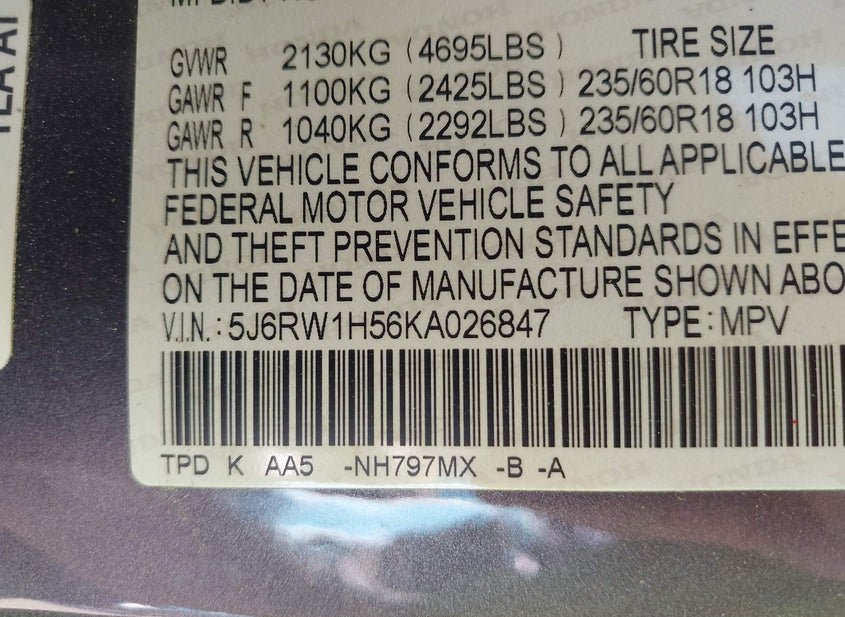 GVWR 2130KG (4695LBS) TIRE SIZE
GAWR F 1100KG (2425LBS) 235/60R18 103H
GAWR R 1040KG (2292LBS) 235/60R18 103H
THIS VEHICLE CONFORMS TO ALL APPLICABLE
FEDERAL MOTOR VEHICLE SAFETY
AND THEFT PREVENTION STANDARDS IN EFFE
ON THE DATE OF MANUFACTURE SHOWN ABO
V.I.N.: 5J6RW1H56KA026847 TYPE: MPV
TPD K AA5 -NH797MX -B -A